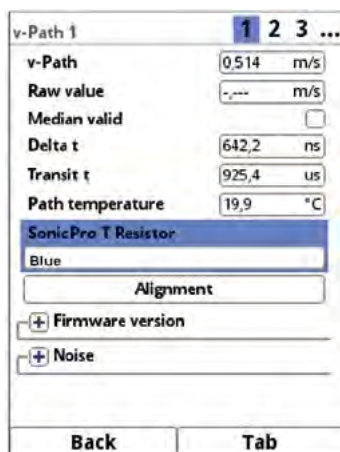 v-Path 1 1 2 3 ...
v-Path 0,514 m/s
Raw value -,--- m/s
Median valid
Delta t 642,2 ns
Transit t 925,4 us
Path temperature 19,9 °C
SonicPro T Resistor
Blue
Alignment
+ Firmware version
+ Noise
Back Tab